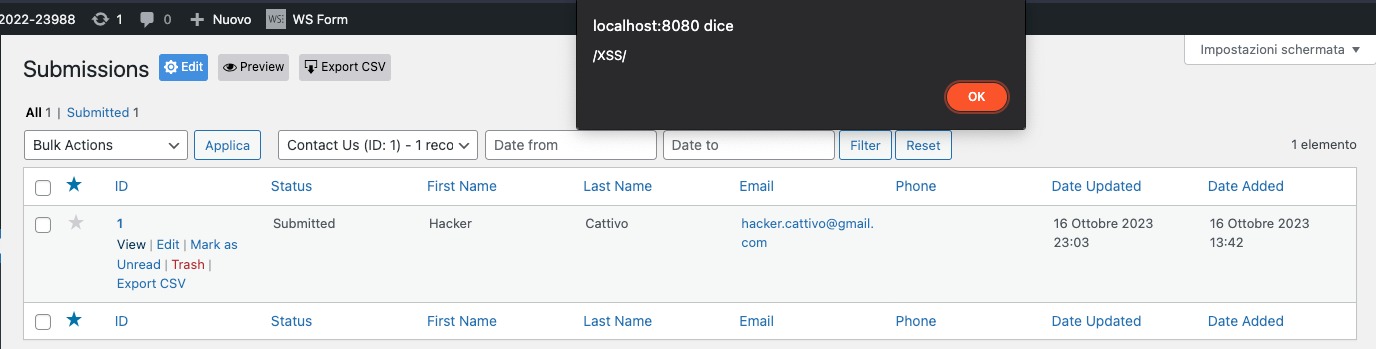 2022-23988 1 0 Nuovo WS Form
localhost:8080 dice
/XSS/
OK
Impostazioni schermata
Submissions Edit Preview Export CSV
All 1 | Submitted 1
Bulk Actions Applica Contact Us (ID: 1) - 1 reco Date from Date to Filter Reset 1 elemento
ID Status First Name Last Name Email Phone Date Updated Date Added
1 Submitted Hacker Cattivo hacker.cattivo@gmail. 16 Ottobre 2023 16 Ottobre 2023
View | Edit | Mark as com 23:03 13:42
Unread | Trash |
Export CSV
ID Status First Name Last Name Email Phone Date Updated Date Added